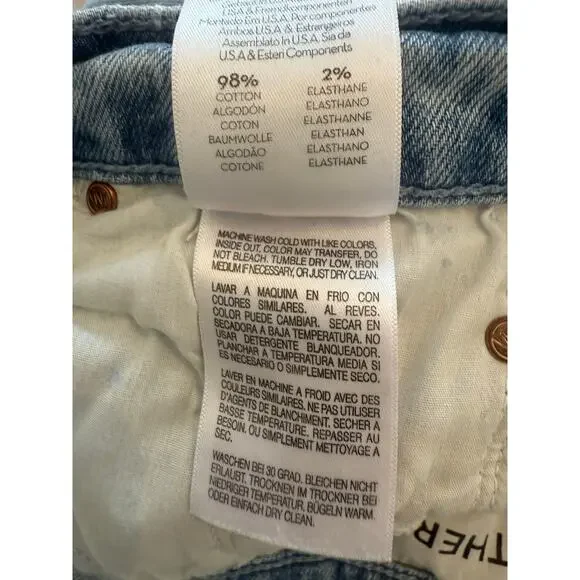 & Fremdkomponenten
Montado Em U.S.A. Por componentes
Ambos U.S.A & Estrangeiros
Assemblato In U.S.A. Sia da
U.S.A & Esteri Components
98% 2%
COTTON ELASTHANE
ALGODÓN ELASTHANO
COTON ELASTHANNE
BAUMWOLLE ELASTHAN
ALGODÃO ELASTHANO
COTONE ELASTHANE
MACHINE WASH COLD WITH LIKE COLORS,
INSIDE OUT, COLOR MAY TRANSFER, DO
NOT BLEACH. TUMBLE DRY LOW, IRON
MEDIUM IF NECESSARY, OR JUST DRY CLEAN.
LAVAR A MAQUINA EN FRIO CON
COLORES SIMILARES. AL REVES.
COLOR PUEDE CAMBIAR. SECAR EN
SECADORA A BAJA TEMPERATURA. NO
USAR DETERGENTE BLANQUEADOR.
PLANCHAR A TEMPERATURA MEDIA SI
ES NECESARIO O SIMPLEMENTE SECO.
LAVER EN MACHINE A FROID AVEC DES
COULEURS SIMILAIRES. NE PAS UTILISER
D'AGENTS DE BLANCHIMENT. SECHER A
BASSE TEMPERATURE. REPASSER AU
BESOIN. OU SIMPLEMENT NETTOYAGE A
SEC.
WASCHEN BEI 30 GRAD. BLEICHEN NICHT
ERLAUBT. TROCKNEN IM TROCKNER BEI
NIEDRIGER TEMPERATUR, BÜGELN WARM
ODER EINFACH DRY CLEAN.
THER